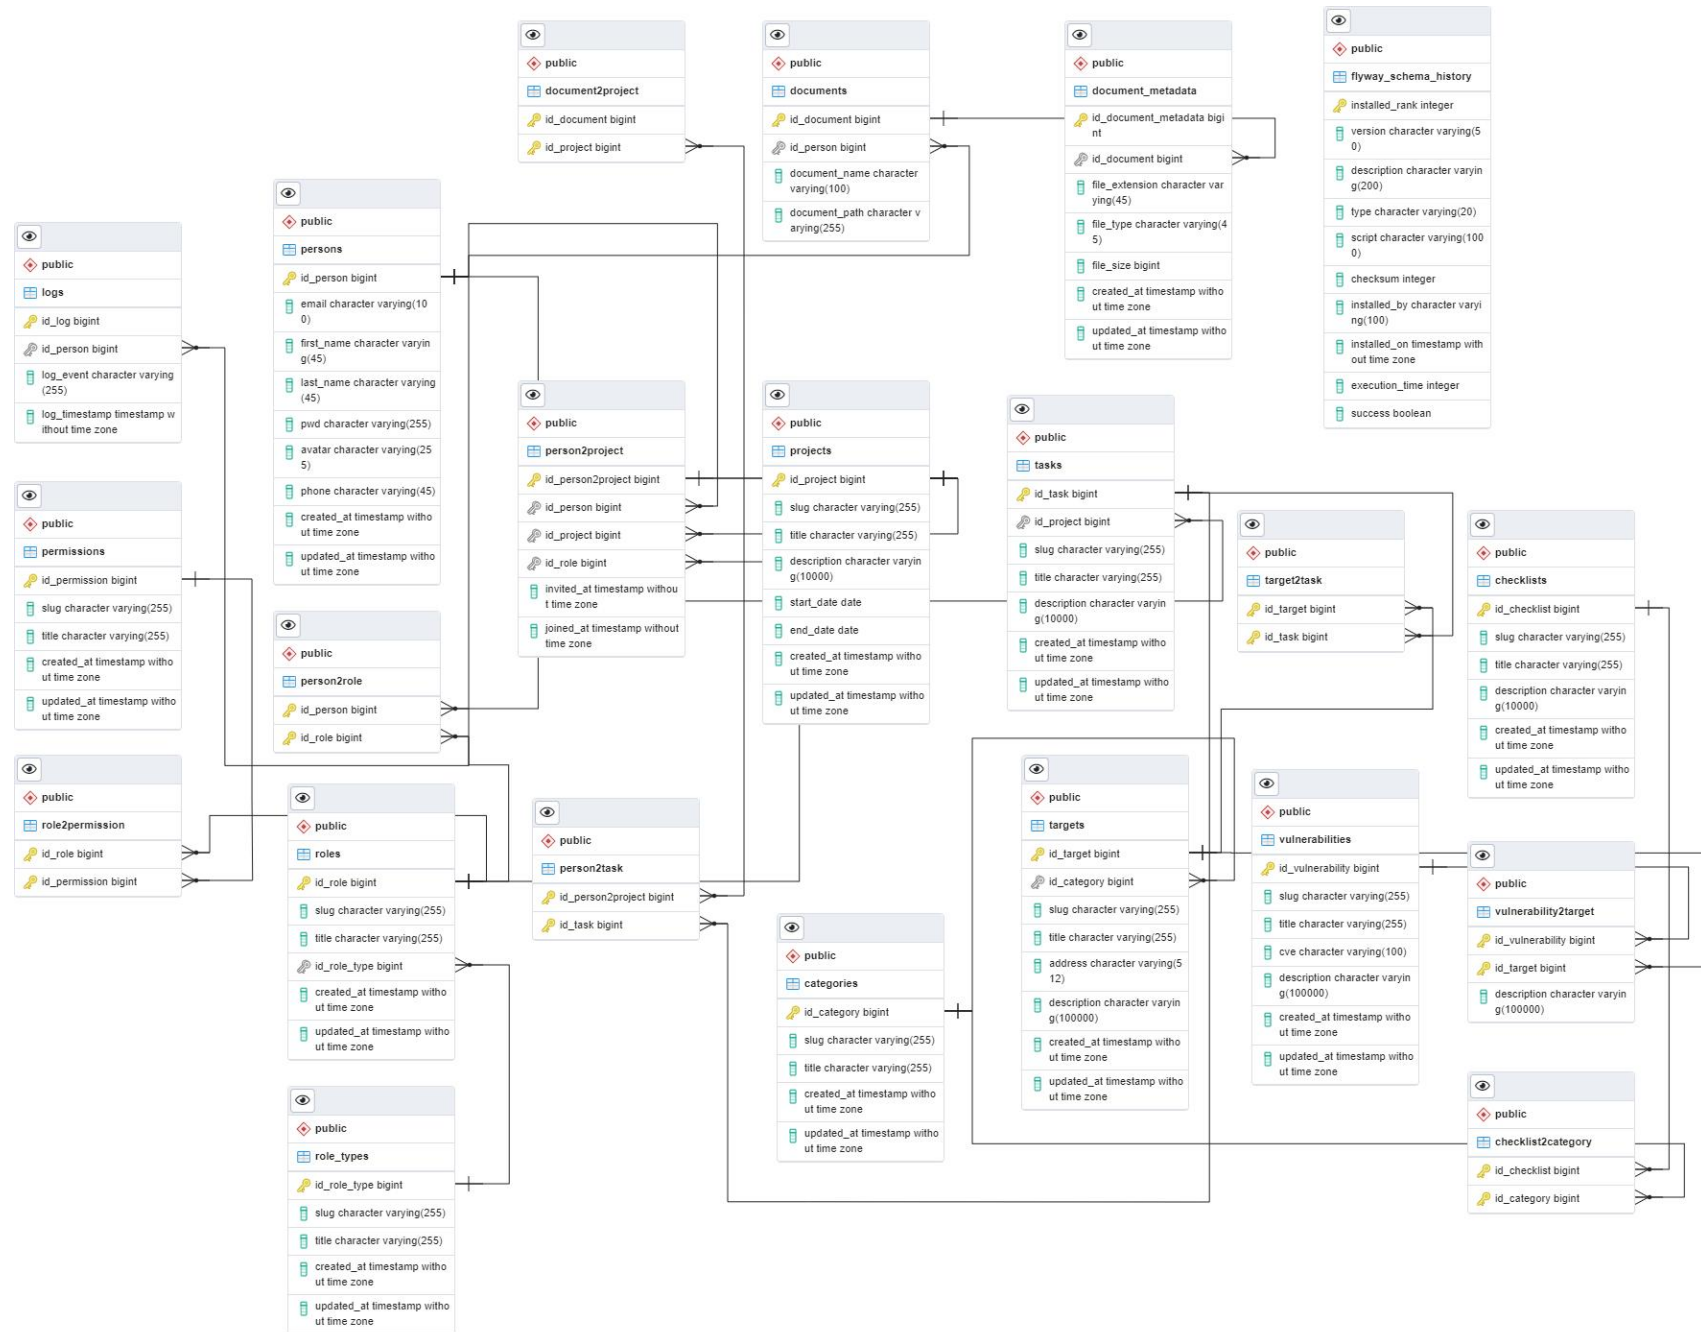 public
document2project
id_document bigint
id_project bigint
public
documents
id_document bigint
id_person bigint
document_name character
varying(100)
document_path character v
arying(255)
public
document_metadata
id_document_metadata bigi
nt
id_document bigint
file_extension character var
ying(45)
file_type character varying(4
5)
file_size bigint
created_at timestamp witho
ut time zone
updated_at timestamp witho
ut time zone
public
flyway_schema_history
installed_rank integer
version character varying(5
0)
description character varyin
g(200)
type character varying(20)
script character varying(100
0)
checksum integer
installed_by character varyi
ng(100)
installed_on timestamp with
out time zone
execution_time integer
success boolean
public
logs
id_log bigint
id_person bigint
log_event character varying
(255)
log_timestamp timestamp w
ithout time zone
public
persons
id_person bigint
email character varying(10
0)
first_name character varyin
g(45)
last_name character varying
(45)
pwd character varying(255)
avatar character varying(25
5)
phone character varying(45)
created_at timestamp witho
ut time zone
updated_at timestamp witho
ut time zone
public
person2project
id_person2project bigint
id_person bigint
id_project bigint
id_role bigint
invited_at timestamp withou
t time zone
joined_at timestamp without
time zone
public
projects
id_project bigint
slug character varying(255)
title character varying(255)
description character varyin
g(10000)
start_date date
end_date date
created_at timestamp witho
ut time zone
updated_at timestamp witho
ut time zone
public
tasks
id_task bigint
id_project bigint
slug character varying(255)
title character varying(255)
description character varyin
g(10000)
created_at timestamp witho
ut time zone
updated_at timestamp witho
ut time zone
public
target2task
id_target bigint
id_task bigint
public
checklists
id_checklist bigint
slug character varying(255)
title character varying(255)
description character varyin
g(10000)
created_at timestamp witho
ut time zone
updated_at timestamp witho
ut time zone
public
permissions
id_permission bigint
slug character varying(255)
title character varying(255)
created_at timestamp witho
ut time zone
updated_at timestamp witho
ut time zone
public
person2role
id_person bigint
id_role bigint
public
role2permission
id_role bigint
id_permission bigint
public
roles
id_role bigint
slug character varying(255)
title character varying(255)
id_role_type bigint
created_at timestamp witho
ut time zone
updated_at timestamp witho
ut time zone
public
person2task
id_person2project bigint
id_task bigint
public
categories
id_category bigint
slug character varying(255)
title character varying(255)
created_at timestamp witho
ut time zone
updated_at timestamp witho
ut time zone
public
targets
id_target bigint
id_category bigint
slug character varying(255)
title character varying(255)
address character varying(5
12)
description character varyin
g(100000)
created_at timestamp witho
ut time zone
updated_at timestamp witho
ut time zone
public
vulnerabilities
id_vulnerability bigint
slug character varying(255)
title character varying(255)
cve character varying(100)
description character varyin
g(100000)
created_at timestamp witho
ut time zone
updated_at timestamp witho
ut time zone
public
vulnerability2target
id_vulnerability bigint
id_target bigint
description character varyin
g(100000)
public
checklist2category
id_checklist bigint
id_category bigint
public
role_types
id_role_type bigint
slug character varying(255)
title character varying(255)
created_at timestamp witho
ut time zone
updated_at timestamp witho
ut time zone